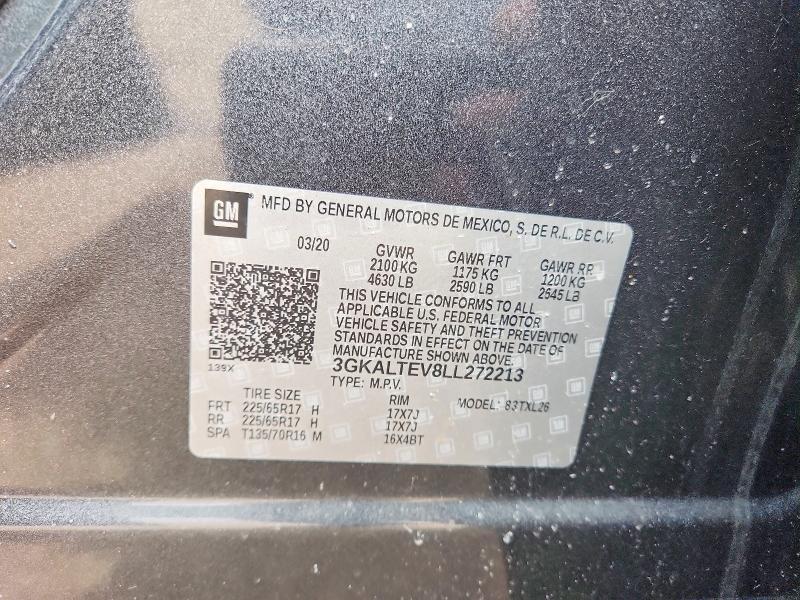 GM
MFD BY GENERAL MOTORS DE MEXICO, S. DE R.L. DE C.V.
03/20 GVWR GAWR FRT GAWR RR
2100 KG 1175 KG 1200 KG
4630 LB 2590 LB 2645 LB
THIS VEHICLE CONFORMS TO ALL
APPLICABLE U.S. FEDERAL MOTOR
VEHICLE SAFETY AND THEFT PREVENTION
STANDARDS IN EFFECT ON THE DATE OF
MANUFACTURE SHOWN ABOVE.
139X
3GKALTEV8LL272213
TYPE: M.P.V.
TIRE SIZE RIM MODEL: 83TXL26
FRT 225/65R17 H 17X7J
RR 225/65R17 H 17X7J
SPA T135/70R16 M 16X4BT